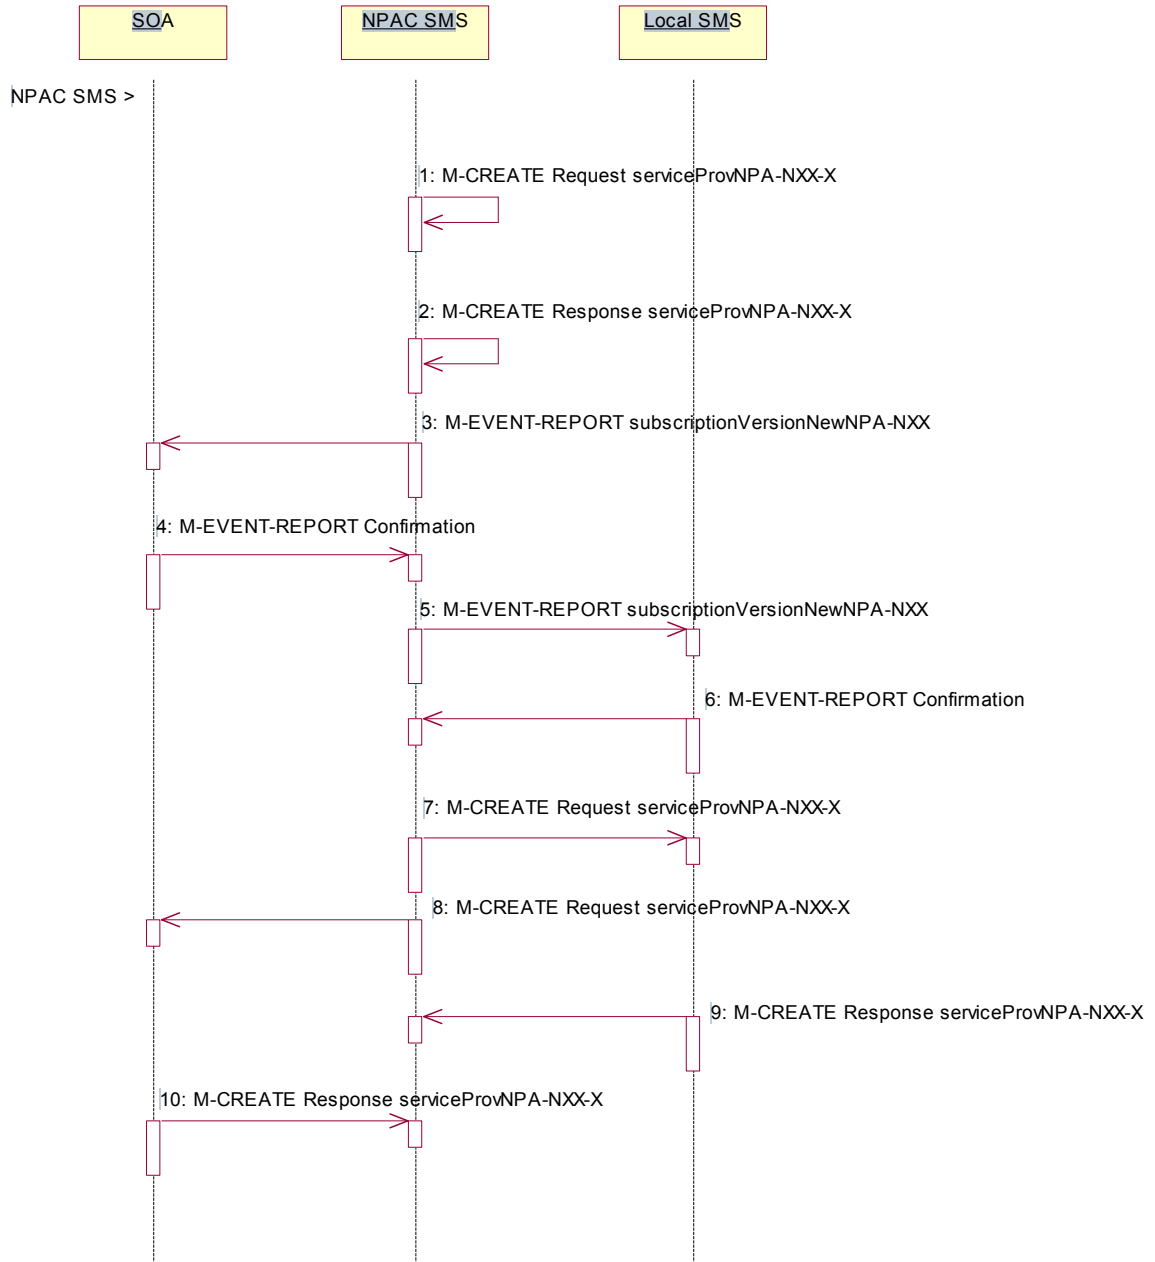 SOA
NPAC SMS
Local SMS
NPAC SMS >
1: M-CREATE Request serviceProvNPA-NXX-X
2: M-CREATE Response serviceProvNPA-NXX-X
3: M-EVENT-REPORT subscriptionVersionNewNPA-NXX
4: M-EVENT-REPORT Confirmation
5: M-EVENT-REPORT subscriptionVersionNewNPA-NXX
6: M-EVENT-REPORT Confirmation
7: M-CREATE Request serviceProvNPA-NXX-X
8: M-CREATE Request serviceProvNPA-NXX-X
9: M-CREATE Response serviceProvNPA-NXX-X
10: M-CREATE Response serviceProvNPA-NXX-X